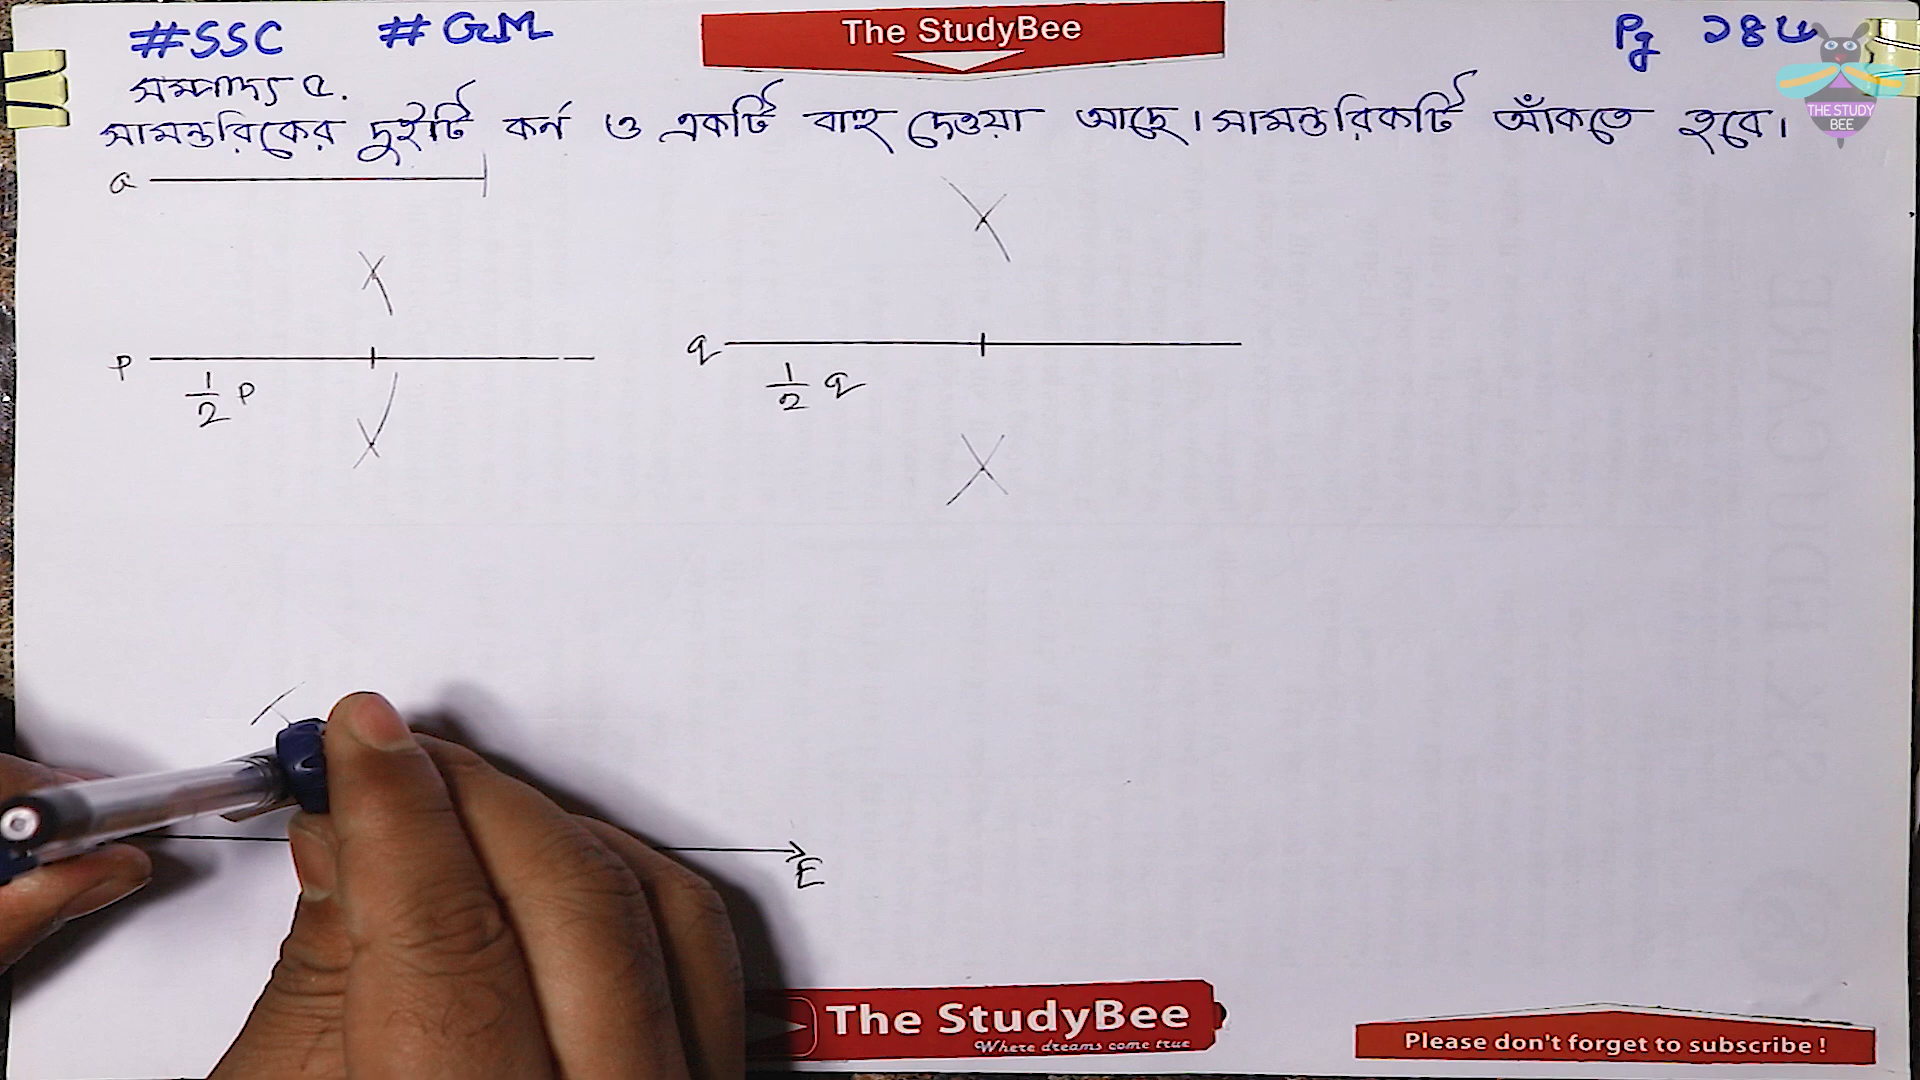 #SSC #GM The StudyBee Pg ১৪৬
THE STUDY
BEE
সম্পাদ্য ৫.
সামন্তরিকের দুইটি কর্ন ও একটি বাহু দেওয়া আছে। সামন্তরিকটি আঁকতে হবে।
a
p
1/2 p
q
1/2 q
E
The StudyBee
Where dreams come true
Please don't forget to subscribe !